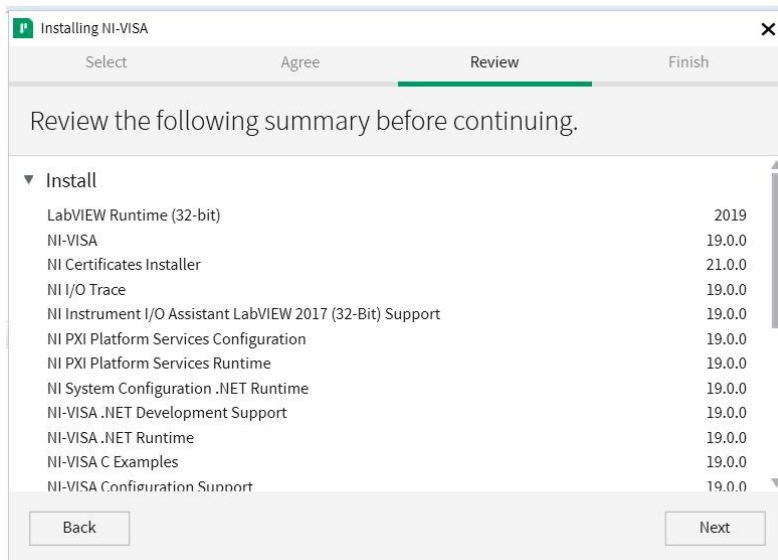 Installing NI-VISA
Select Agree Review Finish
Review the following summary before continuing.
Install
LabVIEW Runtime (32-bit) 2019
NI-VISA 19.0.0
NI Certificates Installer 21.0.0
NI I/O Trace 19.0.0
NI Instrument I/O Assistant LabVIEW 2017 (32-Bit) Support 19.0.0
NI PXI Platform Services Configuration 19.0.0
NI PXI Platform Services Runtime 19.0.0
NI System Configuration .NET Runtime 19.0.0
NI-VISA .NET Development Support 19.0.0
NI-VISA .NET Runtime 19.0.0
NI-VISA C Examples 19.0.0
NI-VISA Configuration Support 19.0.0
Back Next